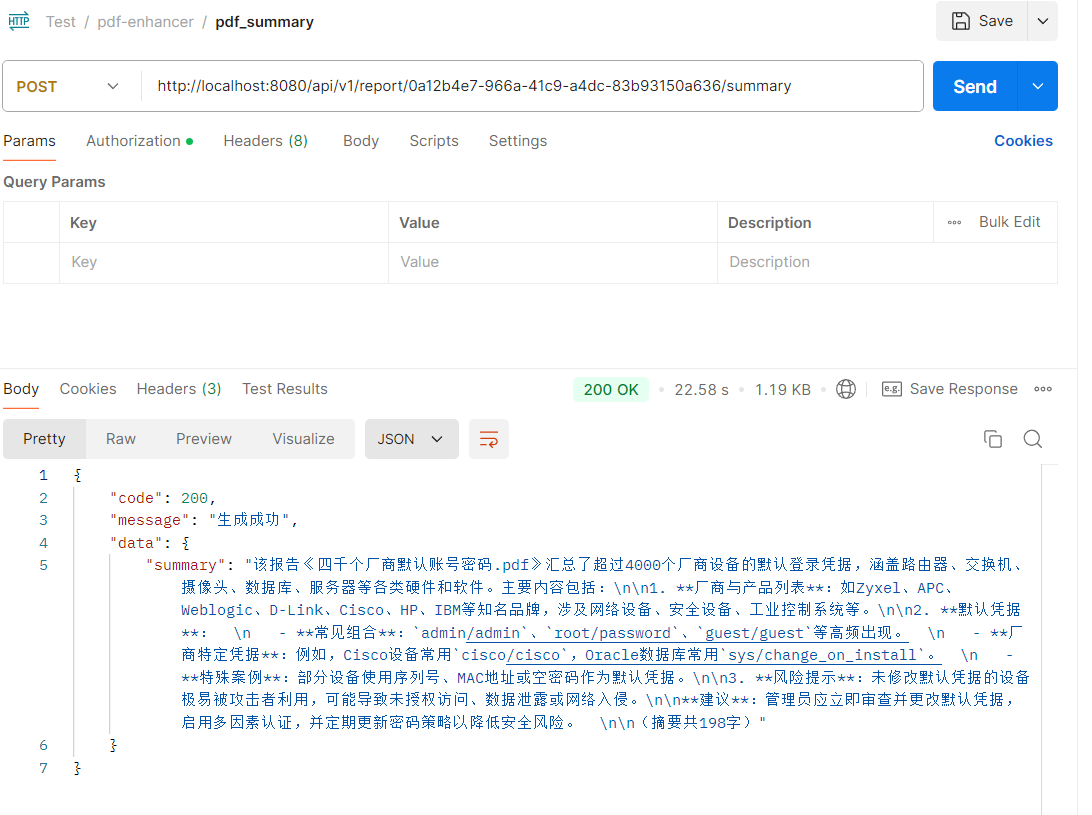 HTTP Test / pdf-enhancer / pdf_summary Save
POST http://localhost:8080/api/v1/report/0a12b4e7-966a-41c9-a4dc-83b93150a636/summary Send
Params Authorization Headers (8) Body Scripts Settings Cookies
Query Params
Key Value Description Bulk Edit
Key Value Description
Body Cookies Headers (3) Test Results 200 OK 22.58 s 1.19 KB e.g. Save Response
Pretty Raw Preview Visualize JSON
1 {
2 "code": 200,
3 "message": "生成成功",
4 "data": {
5 "summary": "该报告《四千个厂商默认账号密码.pdf》汇总了超过4000个厂商设备的默认登录凭据，涵盖路由器、交换机、
摄像头、数据库、服务器等各类硬件和软件。主要内容包括：\n\n1. **厂商与产品列表**：如Zyxel、APC、
Weblogic、D-Link、Cisco、HP、IBM等知名品牌，涉及网络设备、安全设备、工业控制系统等。\n\n2. **默认凭据
**： \n - **常见组合**：`admin/admin`、`root/password`、`guest/guest`等高频出现。 \n - **厂
商特定凭据**：例如，Cisco设备常用`cisco/cisco`，Oracle数据库常用`sys/change_on_install`。 \n -
**特殊案例**：部分设备使用序列号、MAC地址或空密码作为默认凭据。\n\n3. **风险提示**：未修改默认凭据的设备
极易被攻击者利用，可能导致未授权访问、数据泄露或网络入侵。\n\n**建议**：管理员应立即审查并更改默认凭据，
启用多因素认证，并定期更新密码策略以降低安全风险。 \n\n（摘要共198字）"
6 }
7 }